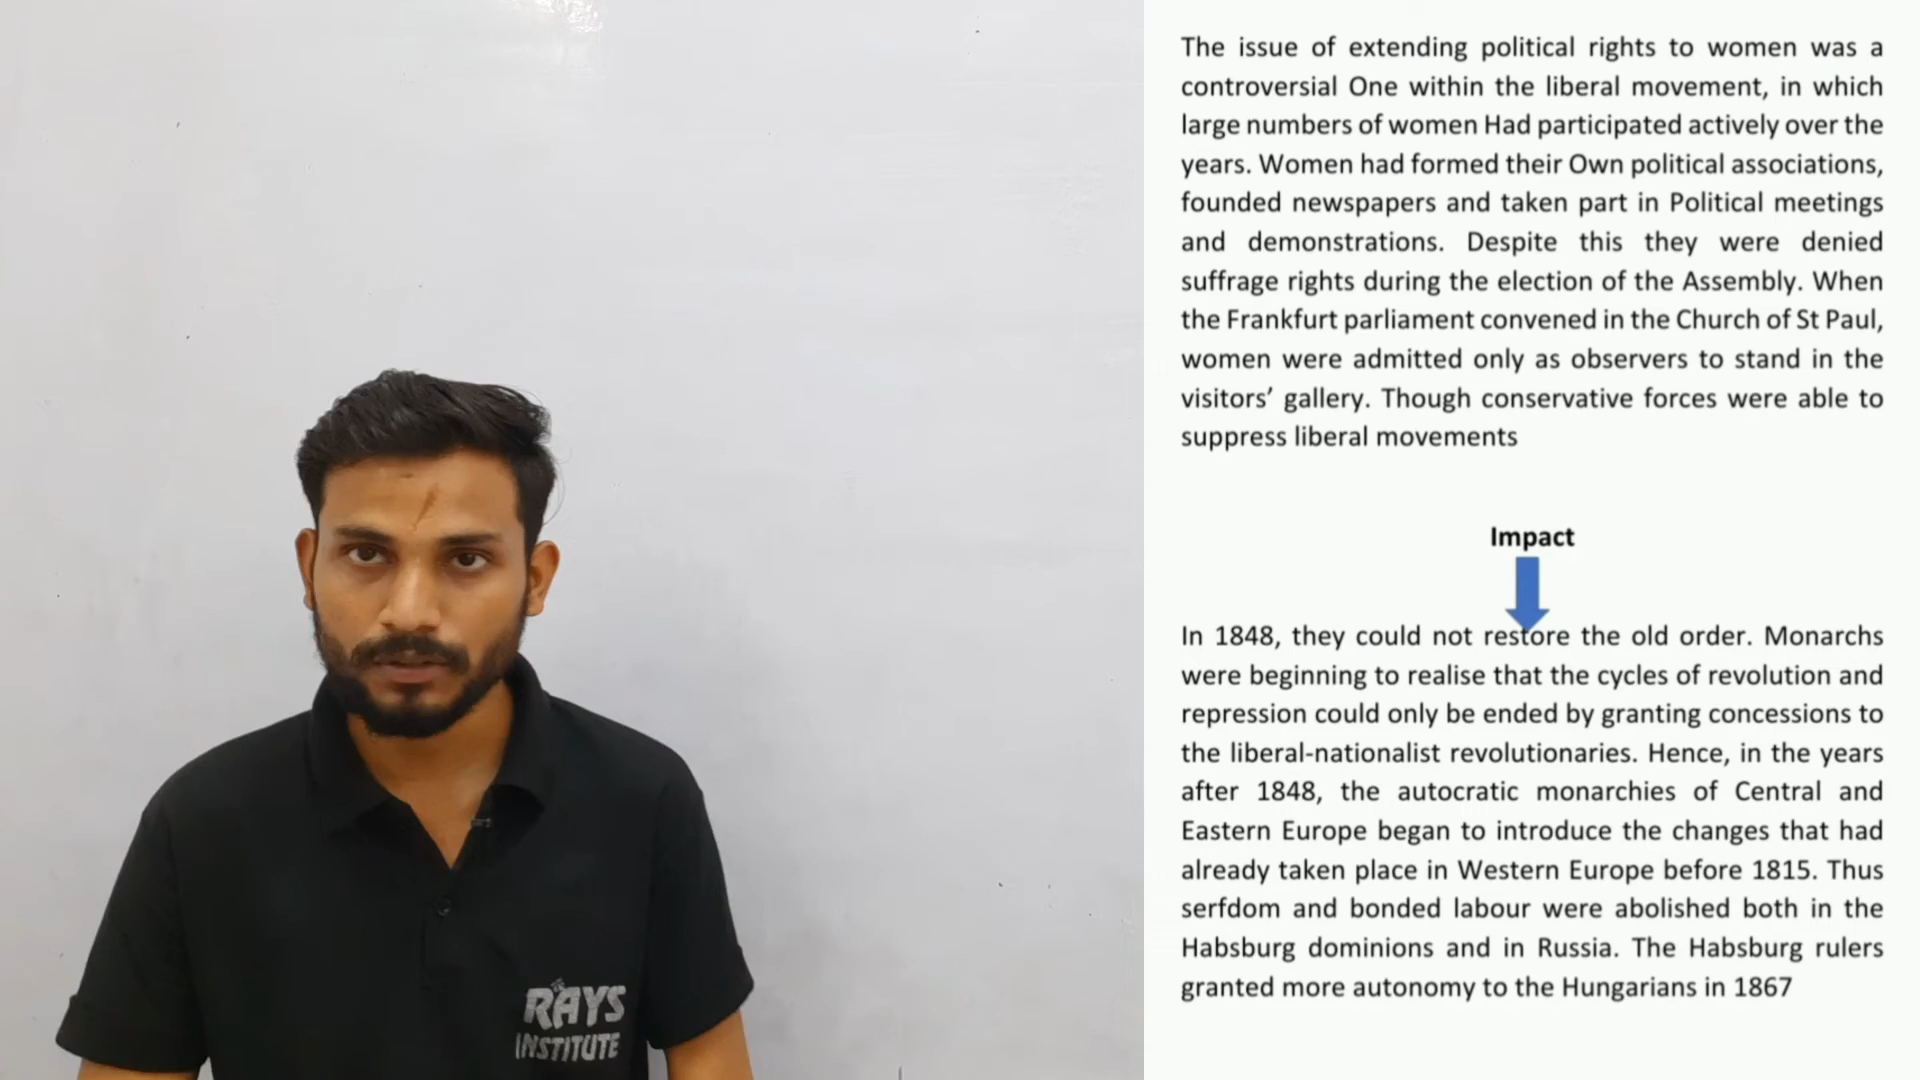 The issue of extending political rights to women was a
controversial One within the liberal movement, in which
large numbers of women Had participated actively over the
years. Women had formed their Own political associations,
founded newspapers and taken part in Political meetings
and demonstrations. Despite this they were denied
suffrage rights during the election of the Assembly. When
the Frankfurt parliament convened in the Church of St Paul,
women were admitted only as observers to stand in the
visitors’ gallery. Though conservative forces were able to
suppress liberal movements
Impact
In 1848, they could not restore the old order. Monarchs
were beginning to realise that the cycles of revolution and
repression could only be ended by granting concessions to
the liberal-nationalist revolutionaries. Hence, in the years
after 1848, the autocratic monarchies of Central and
Eastern Europe began to introduce the changes that had
already taken place in Western Europe before 1815. Thus
serfdom and bonded labour were abolished both in the
Habsburg dominions and in Russia. The Habsburg rulers
granted more autonomy to the Hungarians in 1867
RAYS
INSTITUTE